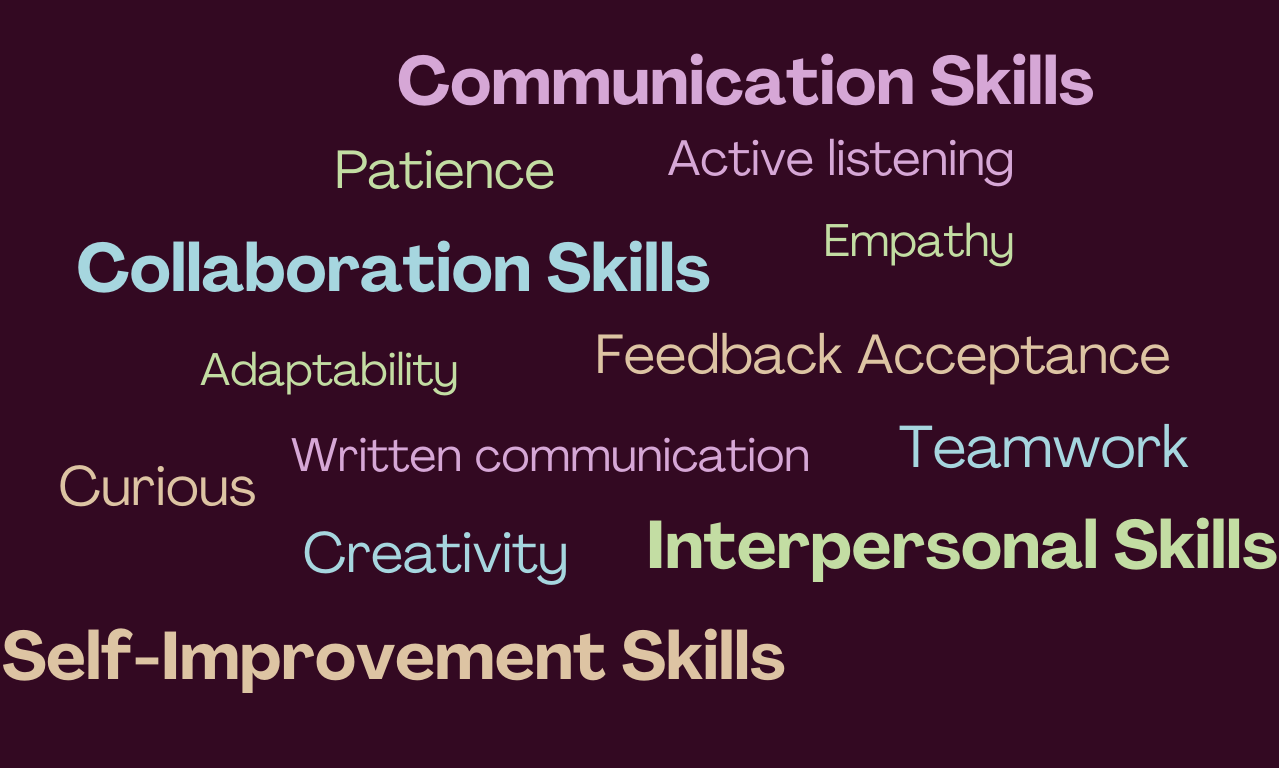 Communication Skills
Patience
Active listening
Empathy
Collaboration Skills
Adaptability
Feedback Acceptance
Written communication
Teamwork
Curious
Creativity
Interpersonal Skills
Self-Improvement Skills